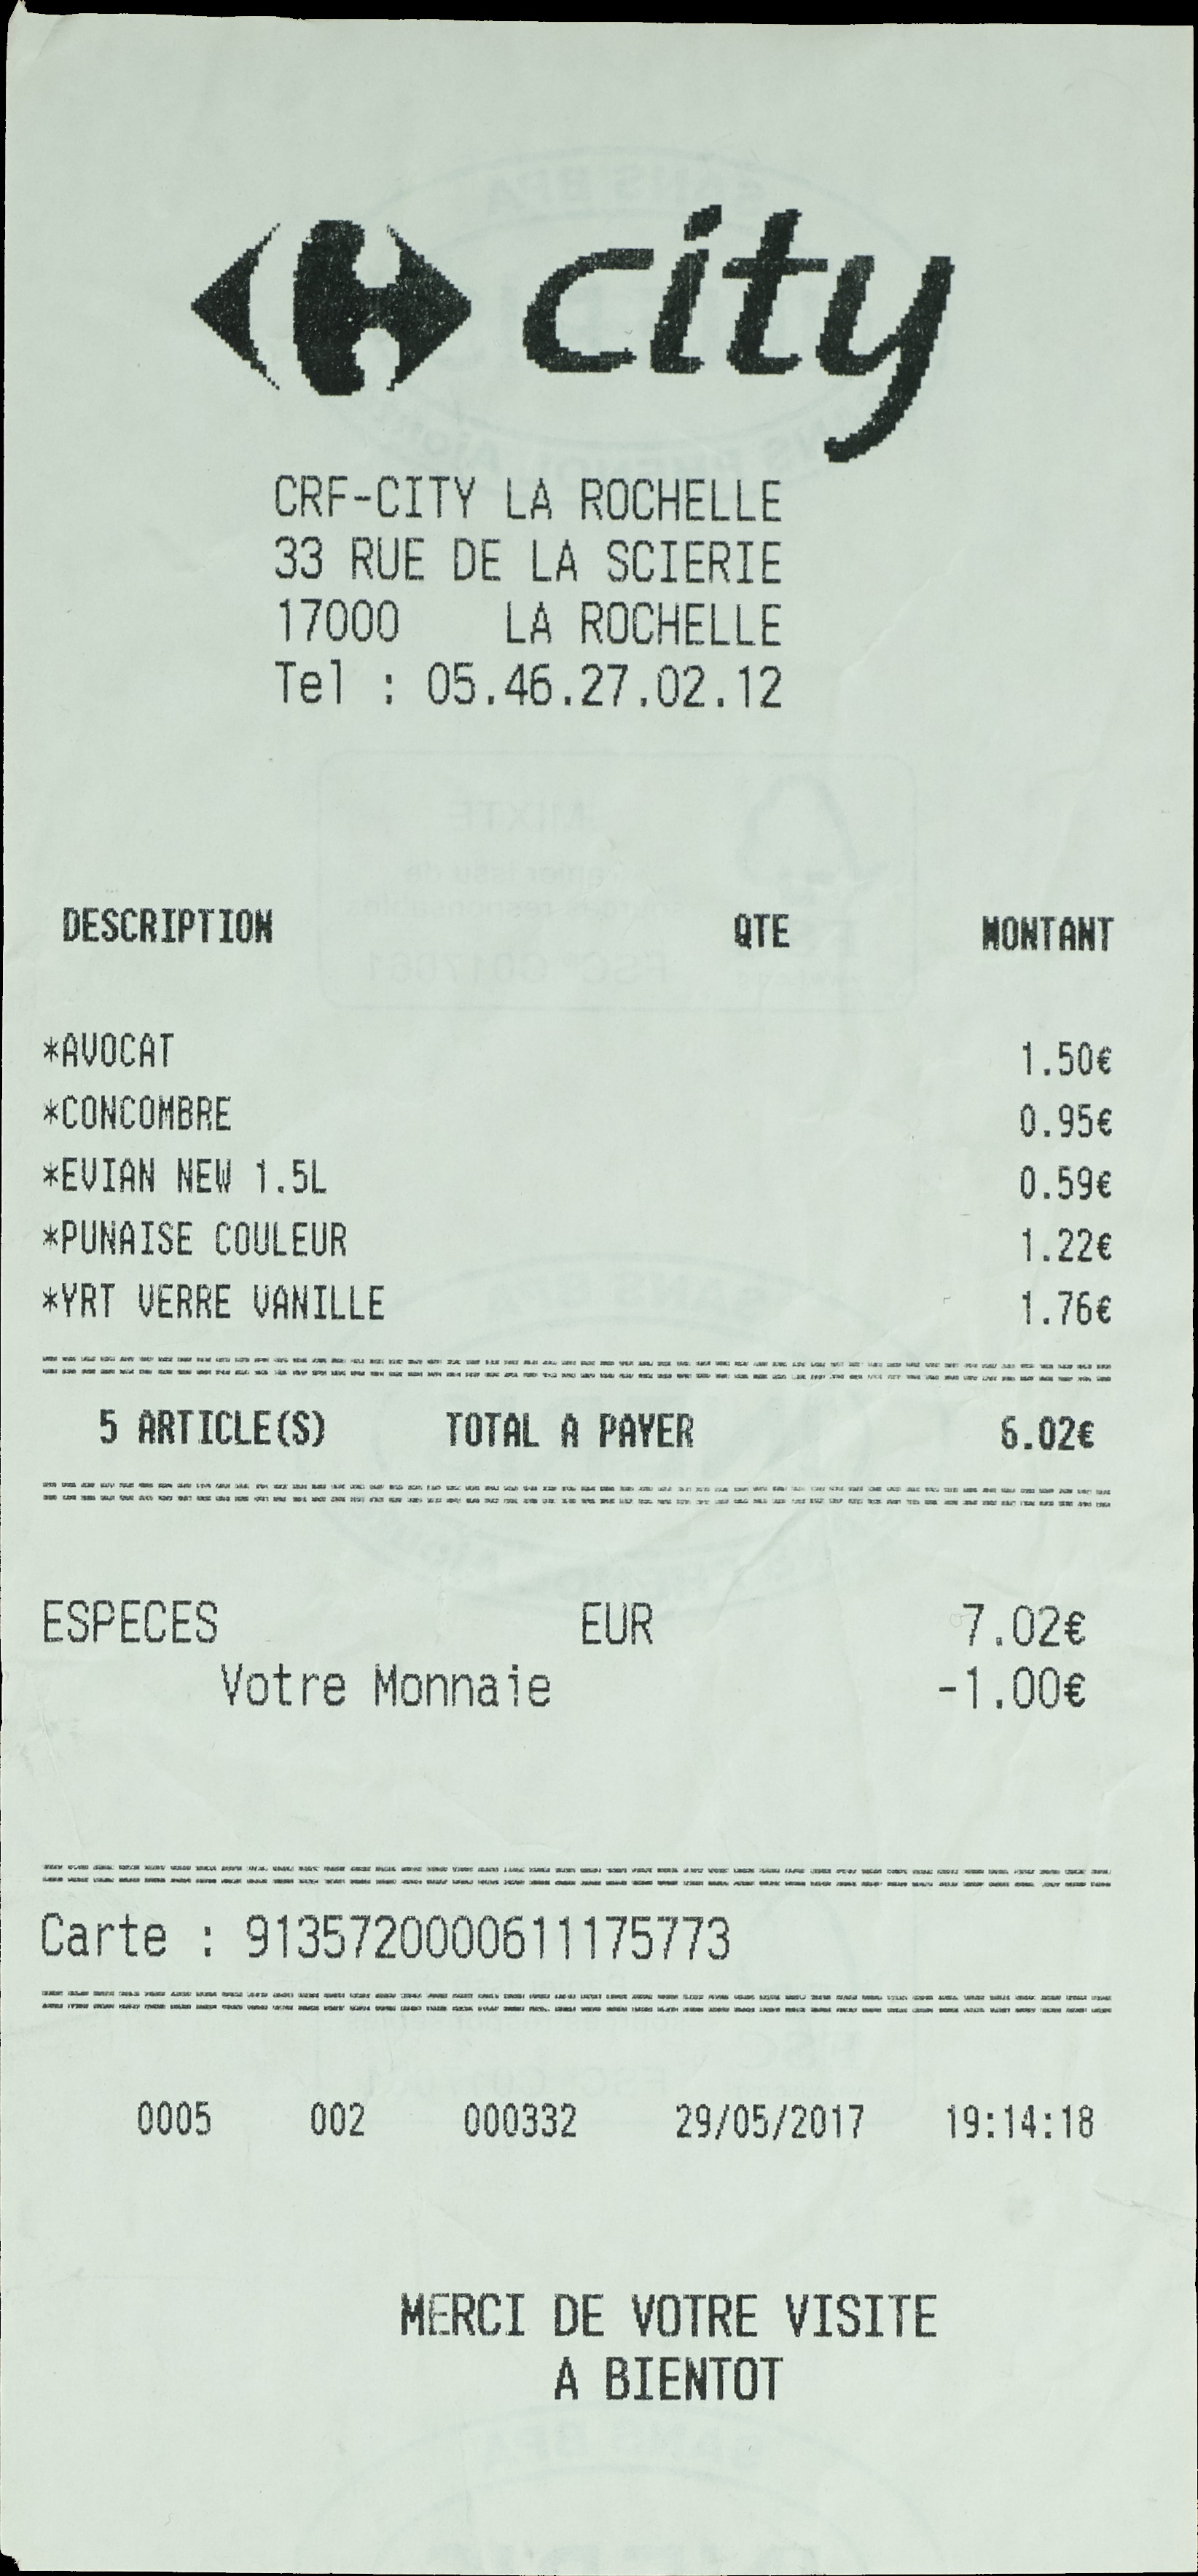 city
CRF-CITY LA ROCHELLE
33 RUE DE LA SCIERIE
17000 LA ROCHELLE
Tel : 05.46.27.02.12
DESCRIPTION QTE MONTANT
*AVOCAT 1.50€
*CONCOMBRE 0.95€
*EVIAN NEW 1.5L 0.59€
*PUNAISE COULEUR 1.22€
*YRT VERRE VANILLE 1.76€
5 ARTICLE(S) TOTAL A PAYER 6.02€
ESPECES EUR 7.02€
Votre Monnaie -1.00€
Carte : 9135720000611175773
0005 002 000332 29/05/2017 19:14:18
MERCI DE VOTRE VISITE
A BIENTOT